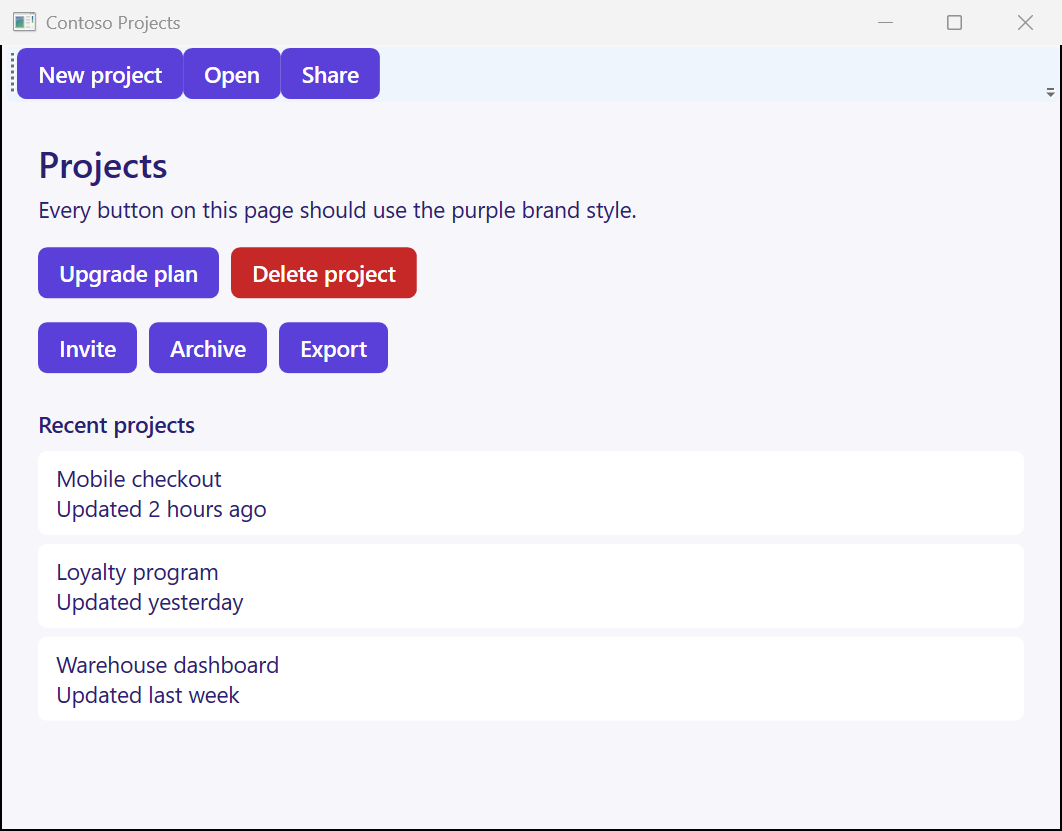 Contoso Projects
New project Open Share
Projects
Every button on this page should use the purple brand style.
Upgrade plan Delete project
Invite Archive Export
Recent projects
Mobile checkout
Updated 2 hours ago
Loyalty program
Updated yesterday
Warehouse dashboard
Updated last week